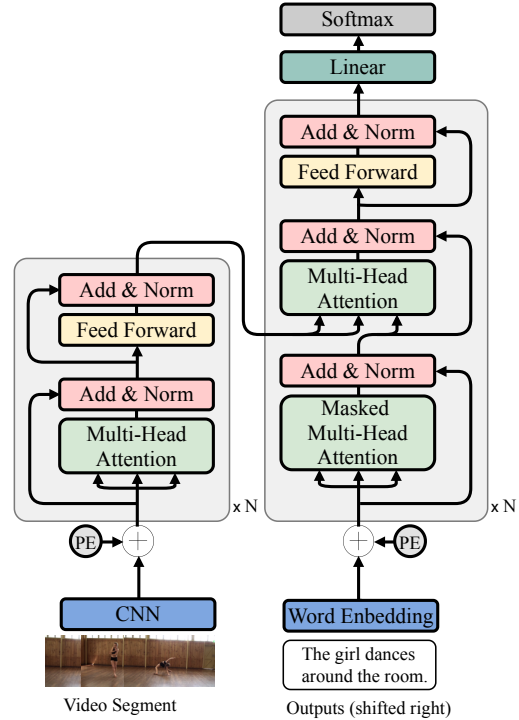 Softmax
Linear
Add & Norm
Feed Forward
Add & Norm
Multi-Head
Attention
Add & Norm
Masked
Multi-Head
Attention
x N
PE
Word Enbedding
The girl dances
around the room.
Outputs (shifted right)
Add & Norm
Feed Forward
Add & Norm
Multi-Head
Attention
x N
PE
CNN
Video Segment